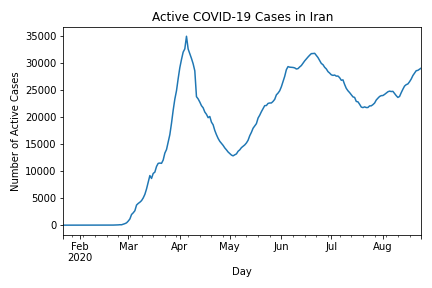 Active COVID-19 Cases in Iran
Number of Active Cases
35000
30000
25000
20000
15000
10000
5000
0
Feb Mar Apr May Jun Jul Aug
2020
Day